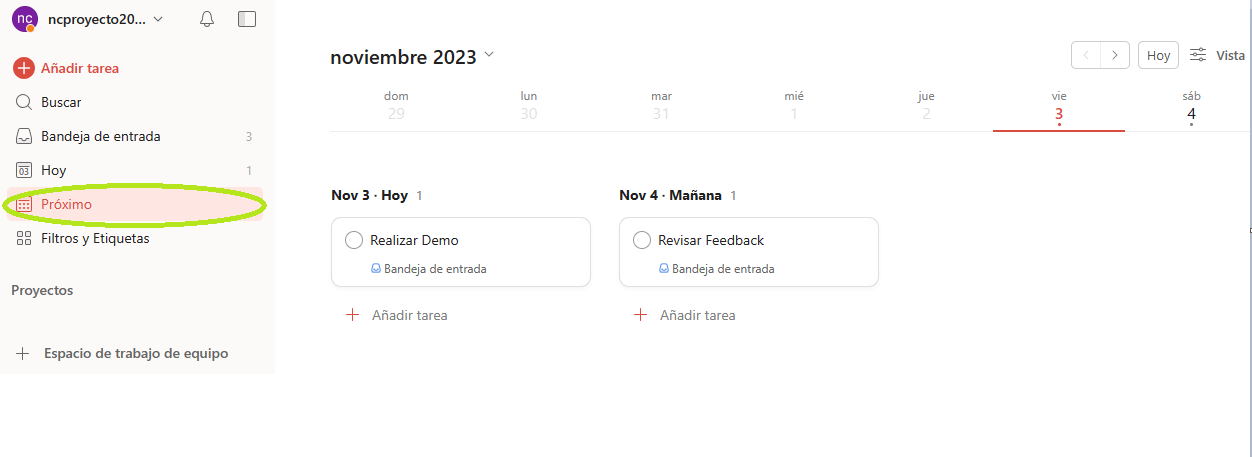 nc ncproyecto20...
Añadir tarea
Buscar
Bandeja de entrada 3
03 Hoy 1
Próximo
Filtros y Etiquetas
Proyectos
Espacio de trabajo de equipo
noviembre 2023
Hoy Vista
dom lun mar mié jue vie sáb
29 30 31 1 2 3 4
Nov 3 · Hoy 1
Realizar Demo
Bandeja de entrada
Añadir tarea
Nov 4 · Mañana 1
Revisar Feedback
Bandeja de entrada
Añadir tarea